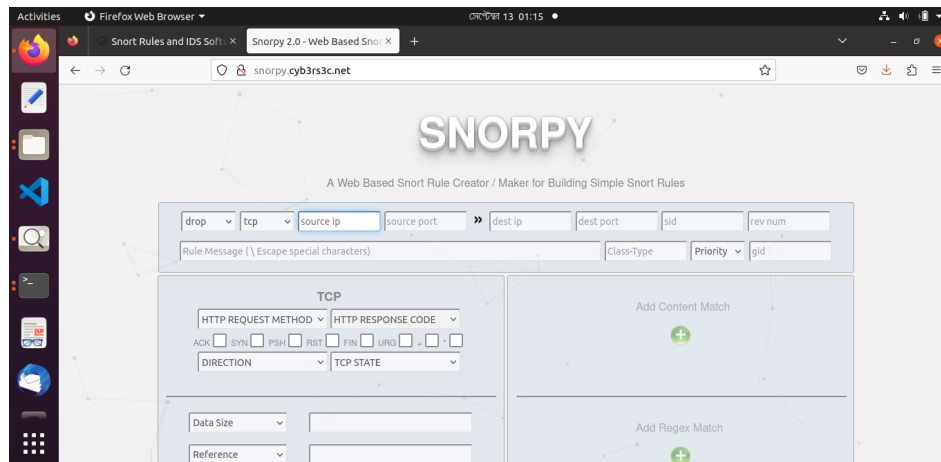 Activities Firefox Web Browser সেপ্টেম্বর 13 01:15
Snort Rules and IDS Soft Snorpy 2.0 - Web Based Snor
snorpy.cyb3rs3c.net
SNORPY
A Web Based Snort Rule Creator / Maker for Building Simple Snort Rules
drop tcp source ip source port » dest ip dest port sid rev num
Rule Message ( \ Escape special characters) Class-Type Priority gid
TCP
HTTP REQUEST METHOD HTTP RESPONSE CODE
ACK SYN PSH RST FIN URG + *
DIRECTION TCP STATE
Add Content Match
Data Size
Reference
Add Regex Match